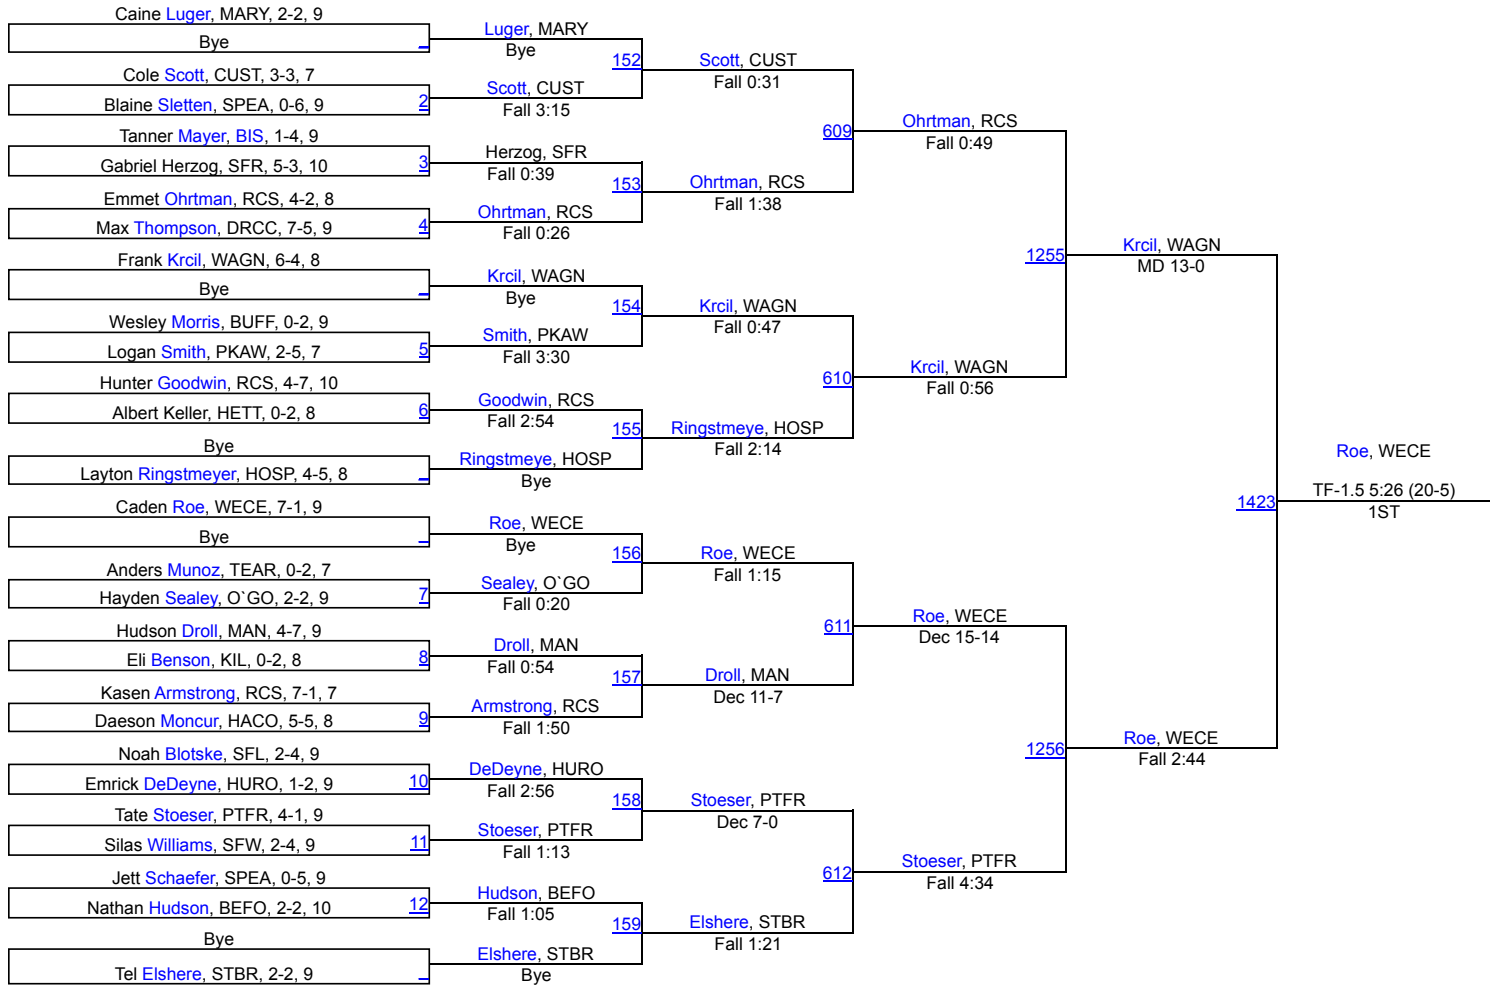 Caine Luger, MARY, 2-2, 9
Bye
Cole Scott, CUST, 3-3, 7
Blaine Sletten, SPEA, 0-6, 9
2
Tanner Mayer, BIS, 1-4, 9
Gabriel Herzog, SFR, 5-3, 10
3
Emmet Ohrtman, RCS, 4-2, 8
Max Thompson, DRCC, 7-5, 9
4
Frank Krcil, WAGN, 6-4, 8
Bye
Wesley Morris, BUFF, 0-2, 9
Logan Smith, PKAW, 2-5, 7
5
Hunter Goodwin, RCS, 4-7, 10
Albert Keller, HETT, 0-2, 8
6
Bye
Layton Ringstmeyer, HOSP, 4-5, 8
Caden Roe, WECE, 7-1, 9
Bye
Anders Munoz, TEAR, 0-2, 7
Hayden Sealey, O`GO, 2-2, 9
7
Hudson Droll, MAN, 4-7, 9
Eli Benson, KIL, 0-2, 8
8
Kasen Armstrong, RCS, 7-1, 7
Daeson Moncur, HACO, 5-5, 8
9
Noah Blotske, SFL, 2-4, 9
Emrick DeDeyne, HURO, 1-2, 9
10
Tate Stoeser, PTFR, 4-1, 9
Silas Williams, SFW, 2-4, 9
11
Jett Schaefer, SPEA, 0-5, 9
Nathan Hudson, BEFO, 2-2, 10
12
Bye
Tel Elshere, STBR, 2-2, 9
Luger, MARY
Bye
152
Scott, CUST
Fall 3:15
Herzog, SFR
Fall 0:39
153
Ohrtman, RCS
Fall 0:26
Krcil, WAGN
Bye
154
Smith, PKAW
Fall 3:30
Goodwin, RCS
Fall 2:54
155
Ringstmeye, HOSP
Bye
Roe, WECE
Bye
156
Sealey, O`GO
Fall 0:20
Droll, MAN
Fall 0:54
157
Armstrong, RCS
Fall 1:50
DeDeyne, HURO
Fall 2:56
158
Stoeser, PTFR
Fall 1:13
Hudson, BEFO
Fall 1:05
159
Elshere, STBR
Bye
Scott, CUST
Fall 0:31
609
Ohrtman, RCS
Fall 1:38
Krcil, WAGN
Fall 0:47
610
Ringstmeye, HOSP
Fall 2:14
Roe, WECE
Fall 1:15
611
Droll, MAN
Dec 11-7
Stoeser, PTFR
Dec 7-0
612
Elshere, STBR
Fall 1:21
Ohrtman, RCS
Fall 0:49
1255
Krcil, WAGN
Fall 0:56
Roe, WECE
Dec 15-14
1256
Stoeser, PTFR
Fall 4:34
Krcil, WAGN
MD 13-0
1423
Roe, WECE
Fall 2:44
Roe, WECE
TF-1.5 5:26 (20-5)
1ST